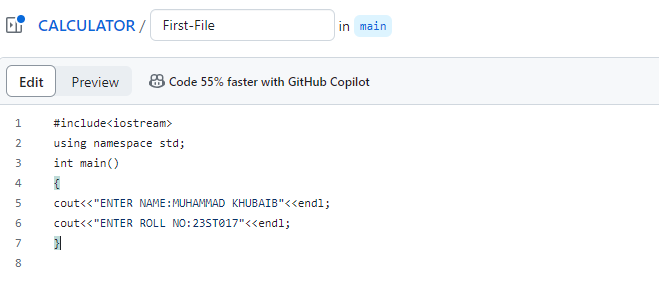 CALCULATOR / First-File in main
Edit Preview Code 55% faster with GitHub Copilot
1 #include<iostream>
2 using namespace std;
3 int main()
4 {
5 cout<<"ENTER NAME:MUHAMMAD KHUBAIB"<<endl;
6 cout<<"ENTER ROLL NO:23ST017"<<endl;
7 }
8